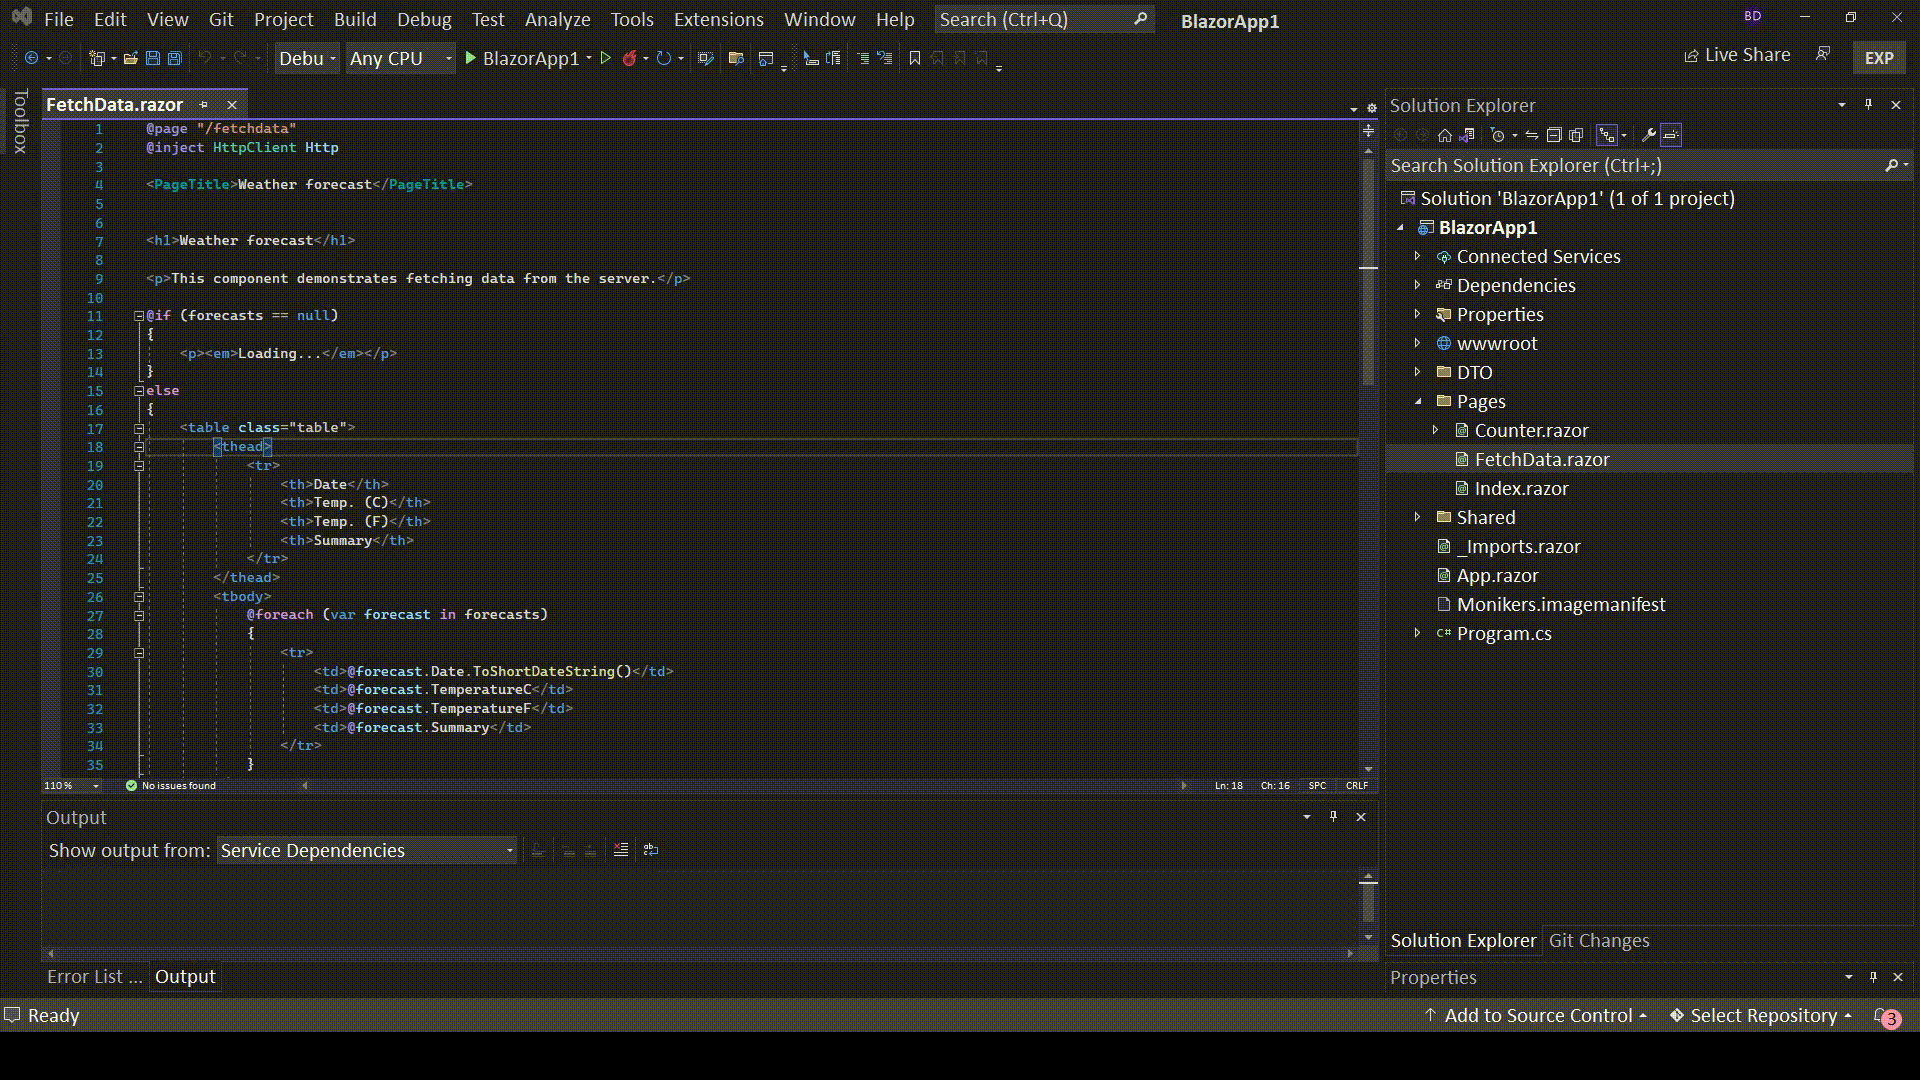 File Edit View Git Project Build Debug Test Analyze Tools Extensions Window Help Search (Ctrl+Q) BlazorApp1 BD
Debu Any CPU BlazorApp1 Live Share EXP
Toolbox
FetchData.razor
1 @page "/fetchdata"
2 @inject HttpClient Http
3
4 <PageTitle>Weather forecast</PageTitle>
5
6
7 <h1>Weather forecast</h1>
8
9 <p>This component demonstrates fetching data from the server.</p>
10
11 @if (forecasts == null)
12 {
13 <p><em>Loading...</em></p>
14 }
15 else
16 {
17 <table class="table">
18 <thead>
19 <tr>
20 <th>Date</th>
21 <th>Temp. (C)</th>
22 <th>Temp. (F)</th>
23 <th>Summary</th>
24 </tr>
25 </thead>
26 <tbody>
27 @foreach (var forecast in forecasts)
28 {
29 <tr>
30 <td>@forecast.Date.ToShortDateString()</td>
31 <td>@forecast.TemperatureC</td>
32 <td>@forecast.TemperatureF</td>
33 <td>@forecast.Summary</td>
34 </tr>
35 }
110 % No issues found Ln: 18 Ch: 16 SPC CRLF
Output
Show output from: Service Dependencies
Error List ... Output
Solution Explorer
Search Solution Explorer (Ctrl+;)
Solution 'BlazorApp1' (1 of 1 project)
BlazorApp1
Connected Services
Dependencies
Properties
wwwroot
DTO
Pages
Counter.razor
FetchData.razor
Index.razor
Shared
_Imports.razor
App.razor
Monikers.imagemanifest
C# Program.cs
Solution Explorer Git Changes
Properties
Ready Add to Source Control Select Repository 3